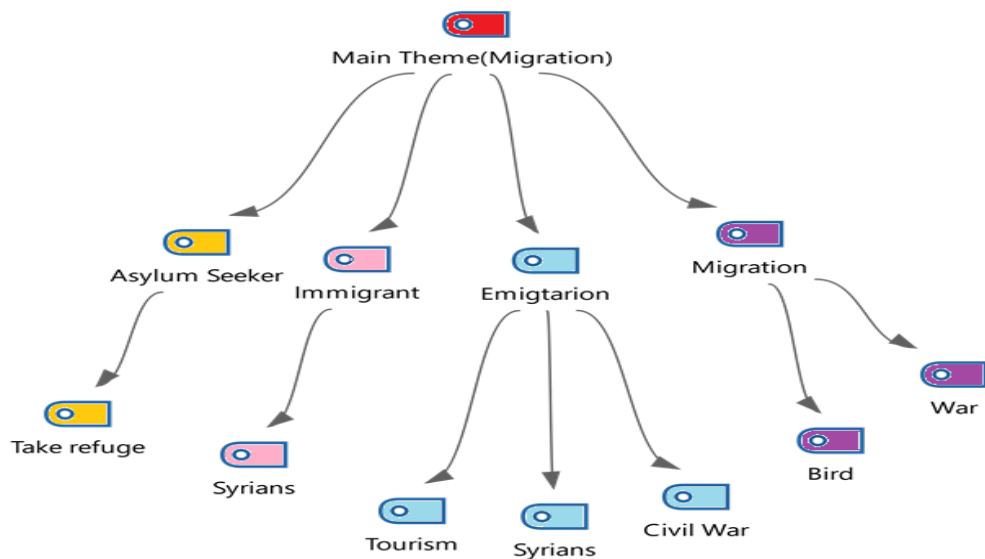 Main Theme(Migration)
Asylum Seeker
Immigrant
Emigtarion
Migration
Take refuge
Syrians
Tourism
Syrians
Civil War
Bird
War